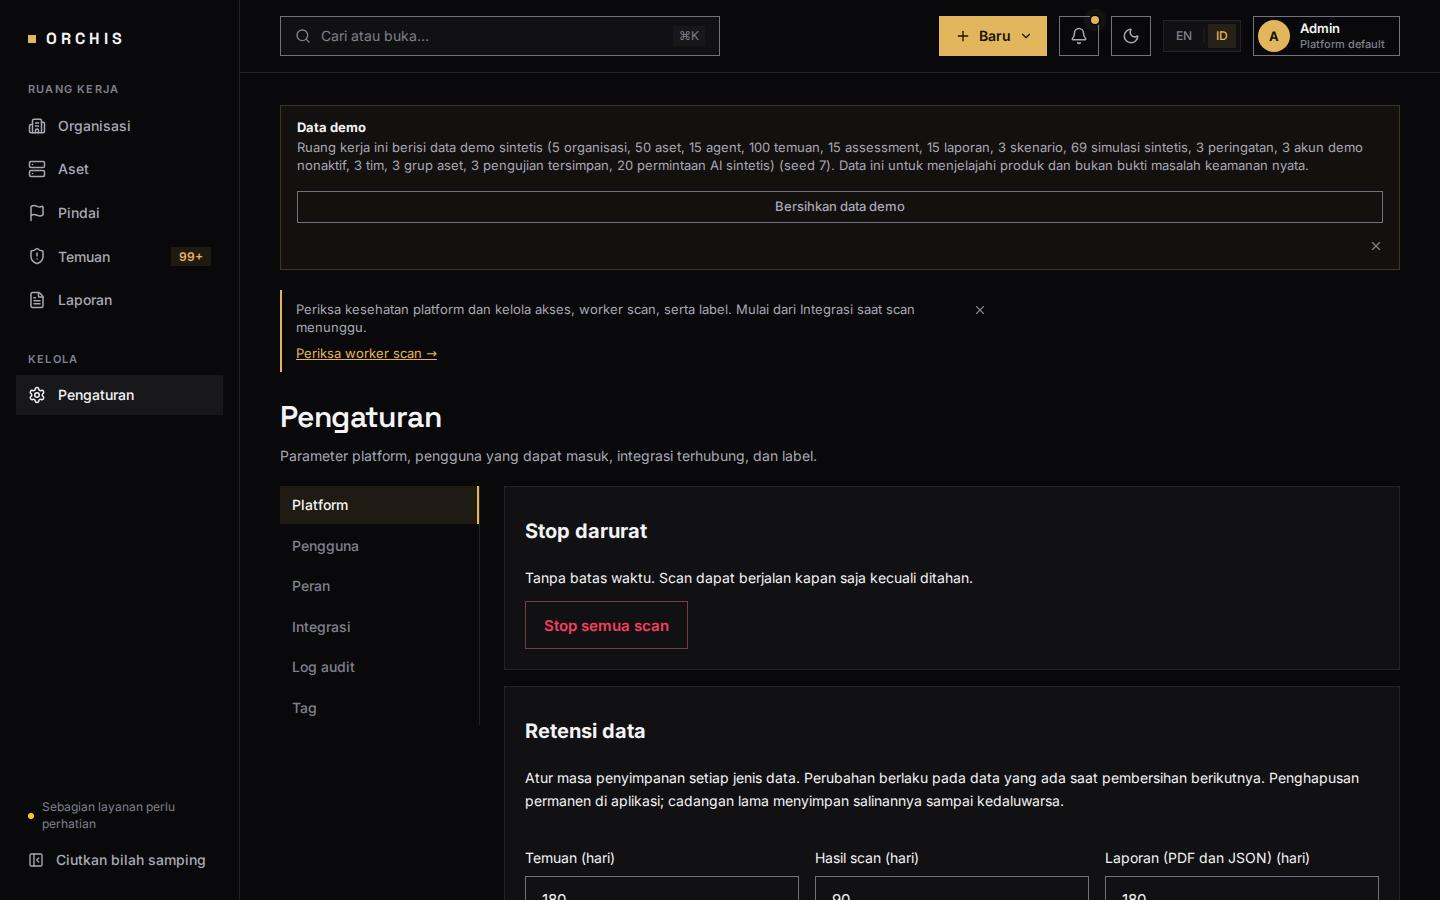 ORCHIS
Cari atau buka...
⌘K
Baru
EN
ID
A
Admin
Platform default
RUANG KERJA
Organisasi
Aset
Pindai
Temuan
99+
Laporan
KELOLA
Pengaturan
Sebagian layanan perlu
perhatian
Ciutkan bilah samping
Data demo
Ruang kerja ini berisi data demo sintetis (5 organisasi, 50 aset, 15 agent, 100 temuan, 15 assessment, 15 laporan, 3 skenario, 69 simulasi sintetis, 3 peringatan, 3 akun demo
nonaktif, 3 tim, 3 grup aset, 3 pengujian tersimpan, 20 permintaan AI sintetis) (seed 7). Data ini untuk menjelajahi produk dan bukan bukti masalah keamanan nyata.
Bersihkan data demo
Periksa kesehatan platform dan kelola akses, worker scan, serta label. Mulai dari Integrasi saat scan
menunggu.
Periksa worker scan →
Pengaturan
Parameter platform, pengguna yang dapat masuk, integrasi terhubung, dan label.
Platform
Pengguna
Peran
Integrasi
Log audit
Tag
Stop darurat
Tanpa batas waktu. Scan dapat berjalan kapan saja kecuali ditahan.
Stop semua scan
Retensi data
Atur masa penyimpanan setiap jenis data. Perubahan berlaku pada data yang ada saat pembersihan berikutnya. Penghapusan
permanen di aplikasi; cadangan lama menyimpan salinannya sampai kedaluwarsa.
Temuan (hari)
Hasil scan (hari)
Laporan (PDF dan JSON) (hari)
180
90
180